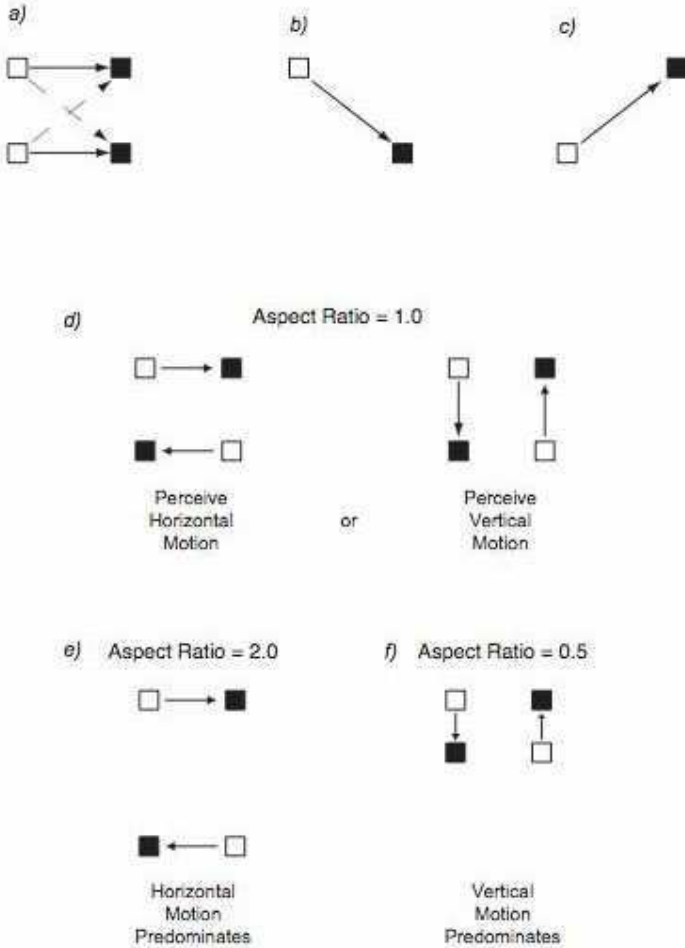 a)
b)
c)
d)
Aspect Ratio = 1.0
Perceive
Horizontal
Motion
or
Perceive
Vertical
Motion
e) Aspect Ratio = 2.0
f) Aspect Ratio = 0.5
Horizontal
Motion
Predominates
Vertical
Motion
Predominates